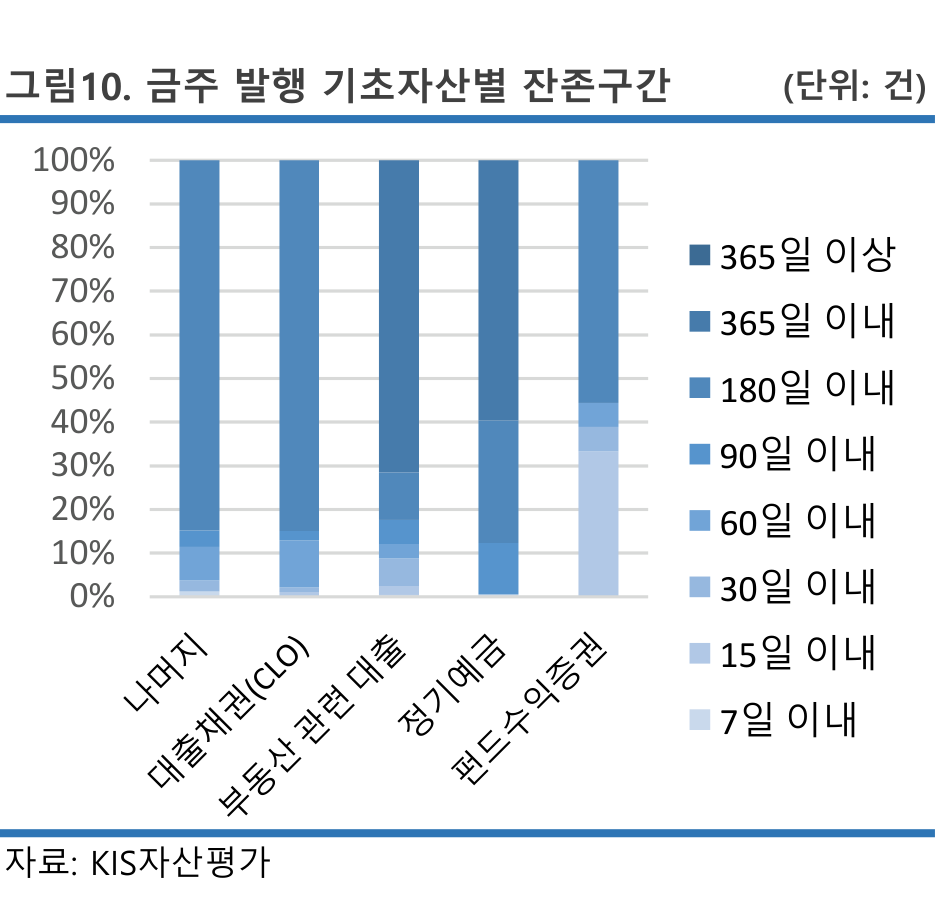 그림10. 금주 발행 기초자산별 잔존구간 (단위: 건)
100%
90%
80%
70%
60%
50%
40%
30%
20%
10%
0%
나머지
대출채권(CLO)
부동산 관련 대출
정기예금
펀드수익증권
365일 이상
365일 이내
180일 이내
90일 이내
60일 이내
30일 이내
15일 이내
7일 이내
자료: KIS자산평가